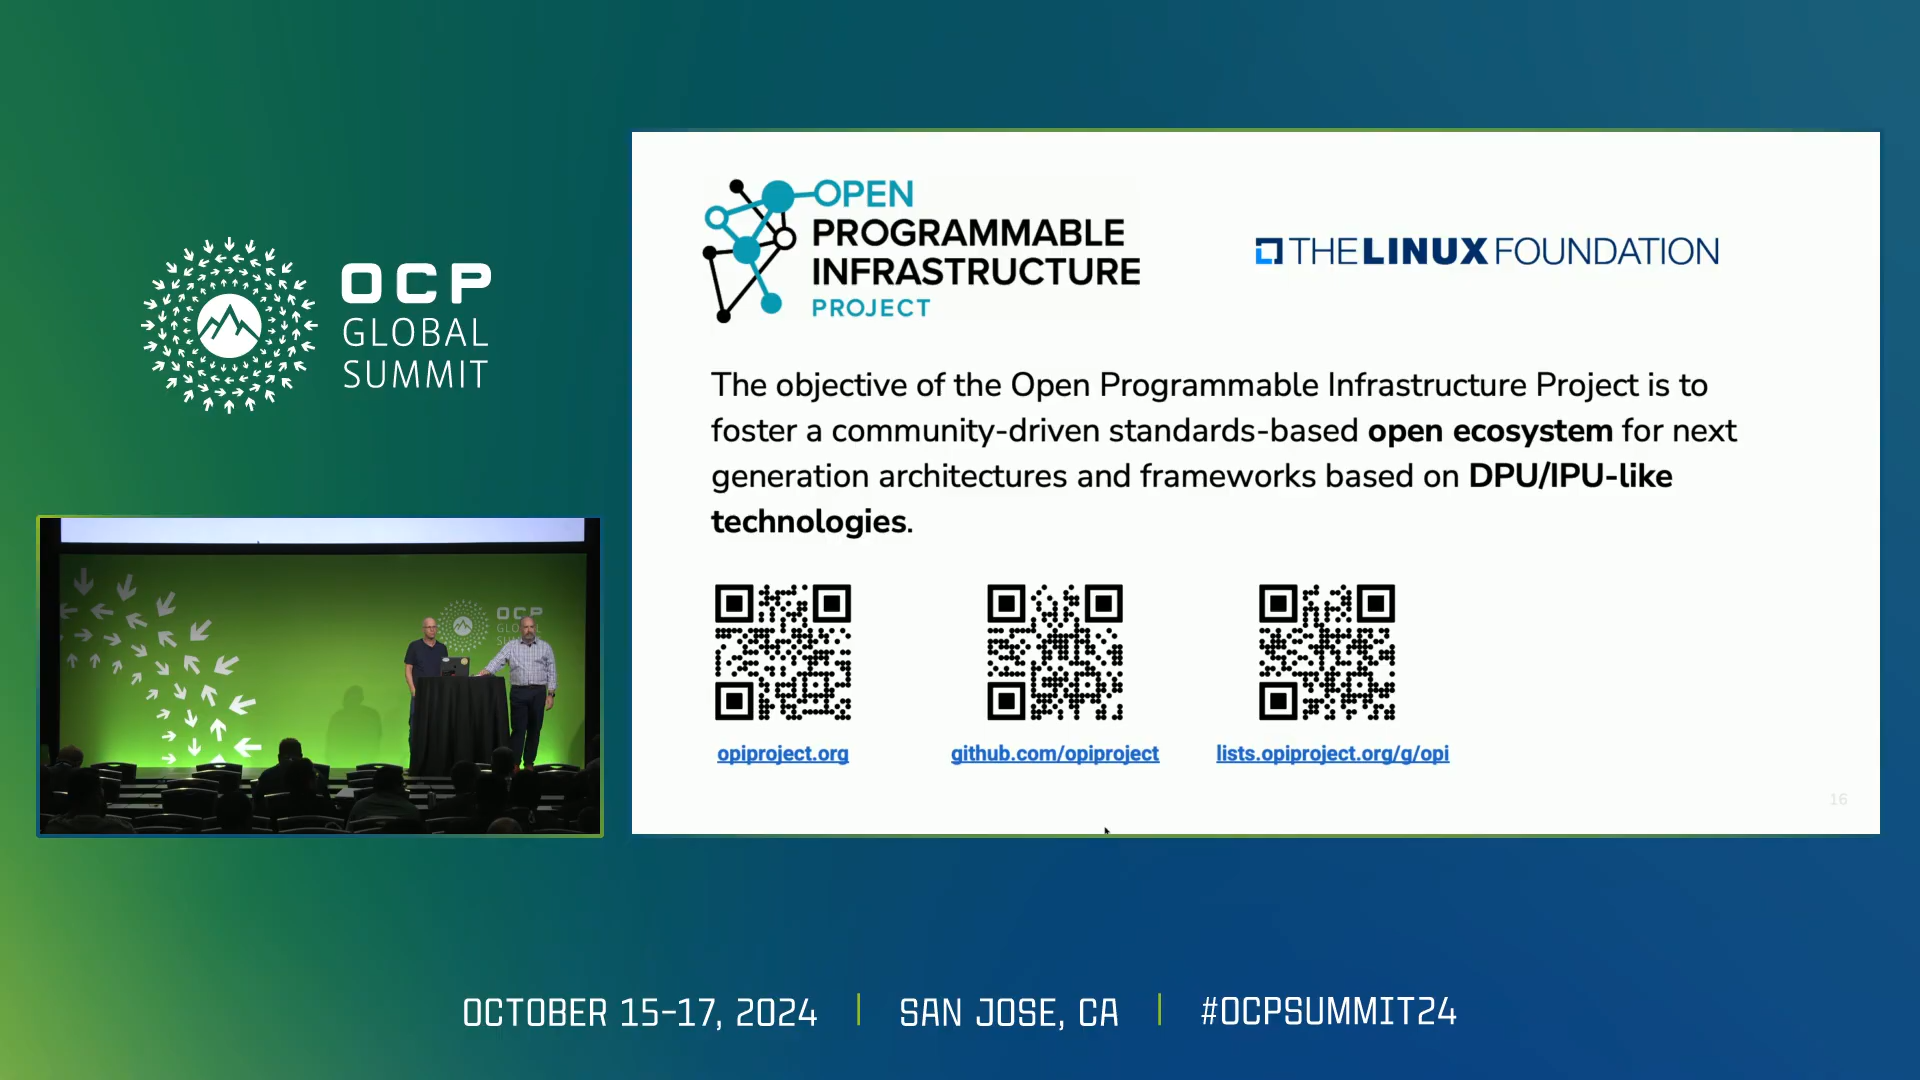 OCP
GLOBAL
SUMMIT
OPEN
PROGRAMMABLE
INFRASTRUCTURE
PROJECT
THE LINUX FOUNDATION
The objective of the Open Programmable Infrastructure Project is to
foster a community-driven standards-based open ecosystem for next
generation architectures and frameworks based on DPU/IPU-like
technologies.
opiproject.org
github.com/opiproject
lists.opiproject.org/g/opi
16
OCP
OCTOBER 15-17, 2024
SAN JOSE, CA
#OCPSUMMIT24